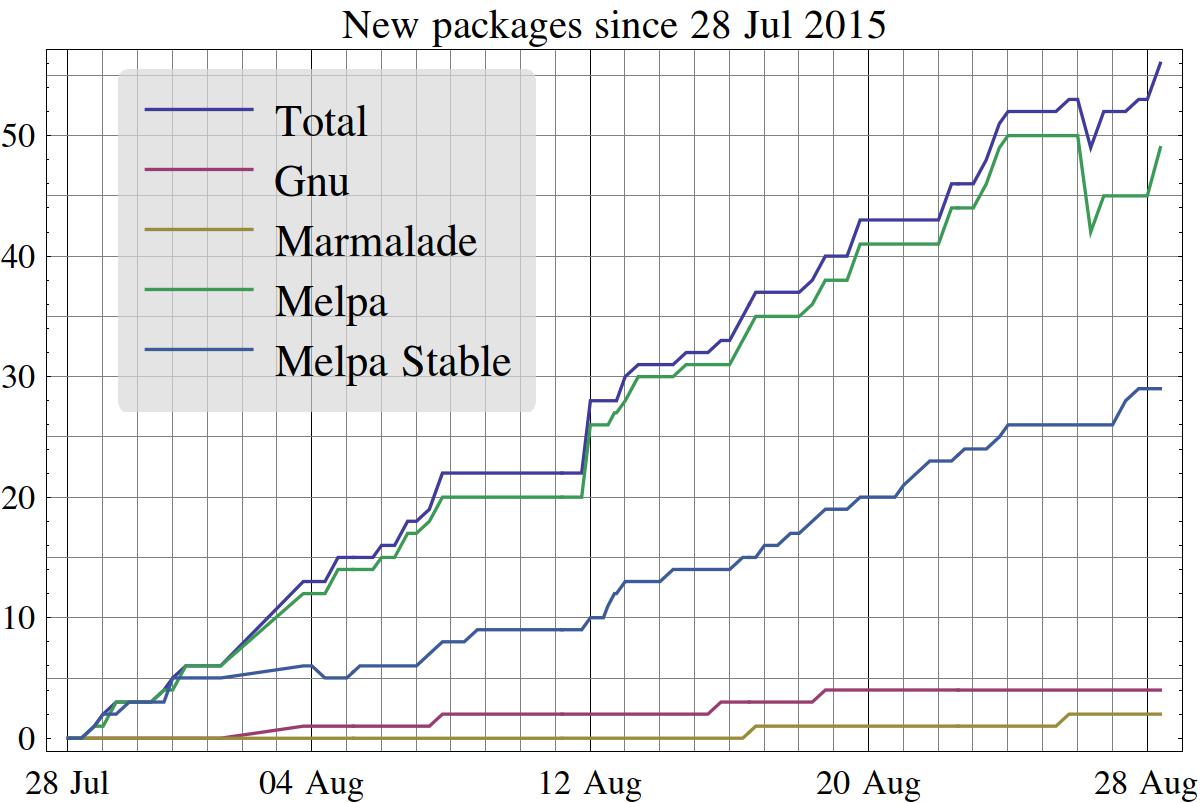 New packages since 28 Jul 2015
Total
Gnu
Marmalade
Melpa
Melpa Stable
50
40
30
20
10
0
28 Jul 04 Aug 12 Aug 20 Aug 28 Aug